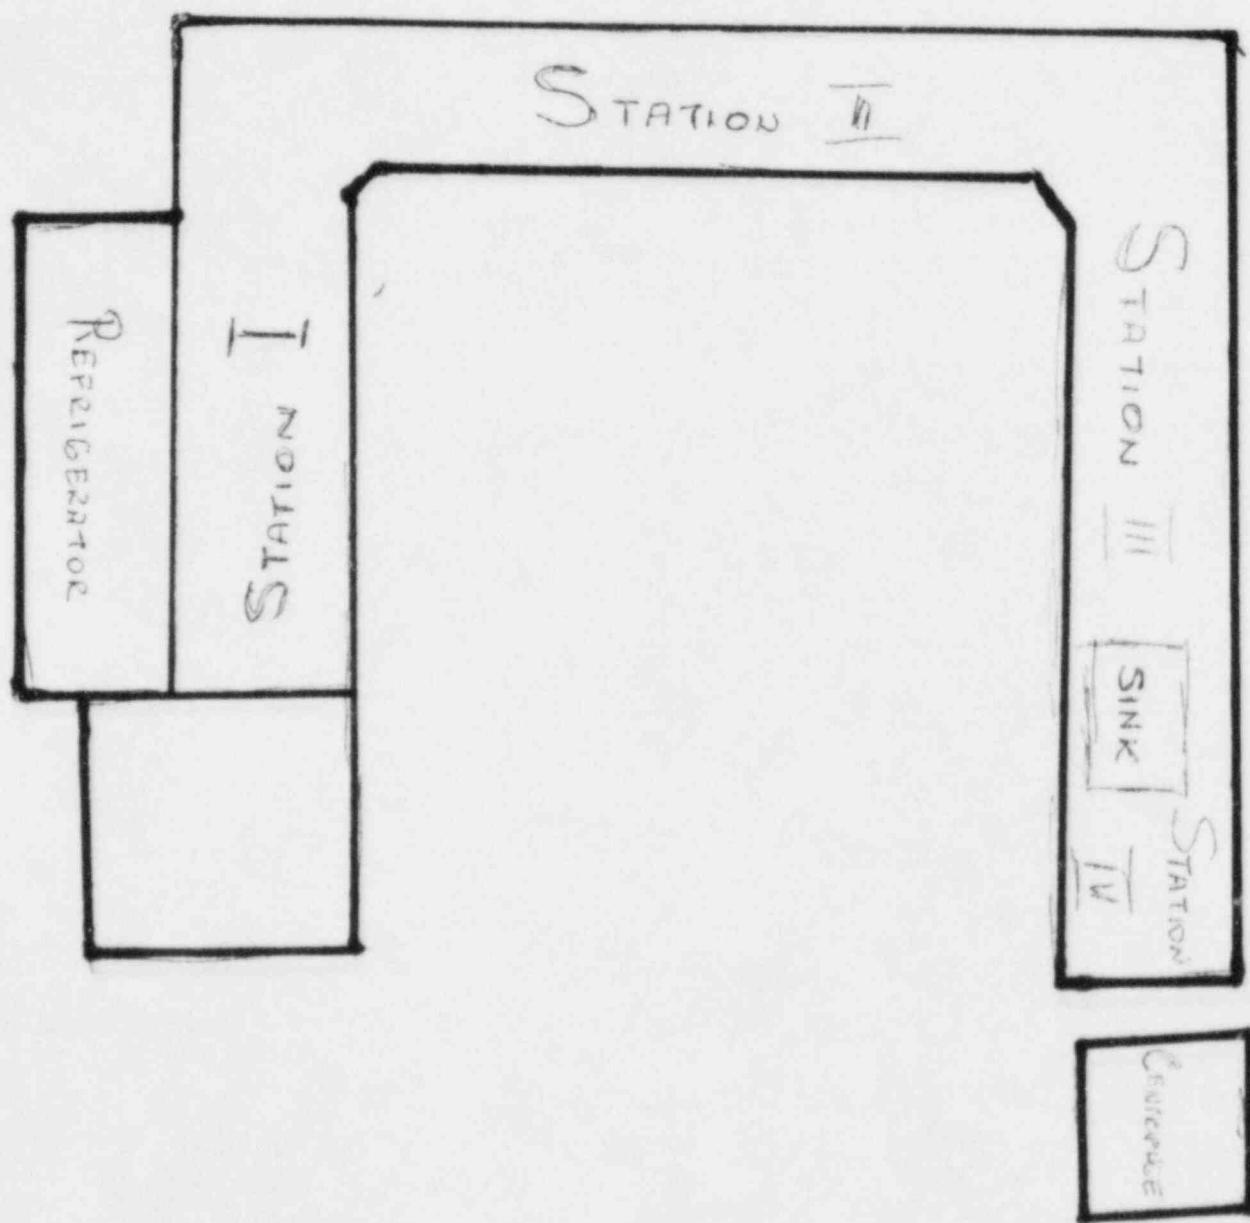 STATION II
STATION I
REFRIGERATOR
STATION III
SINK
STATION IV
CENTRIFUGE